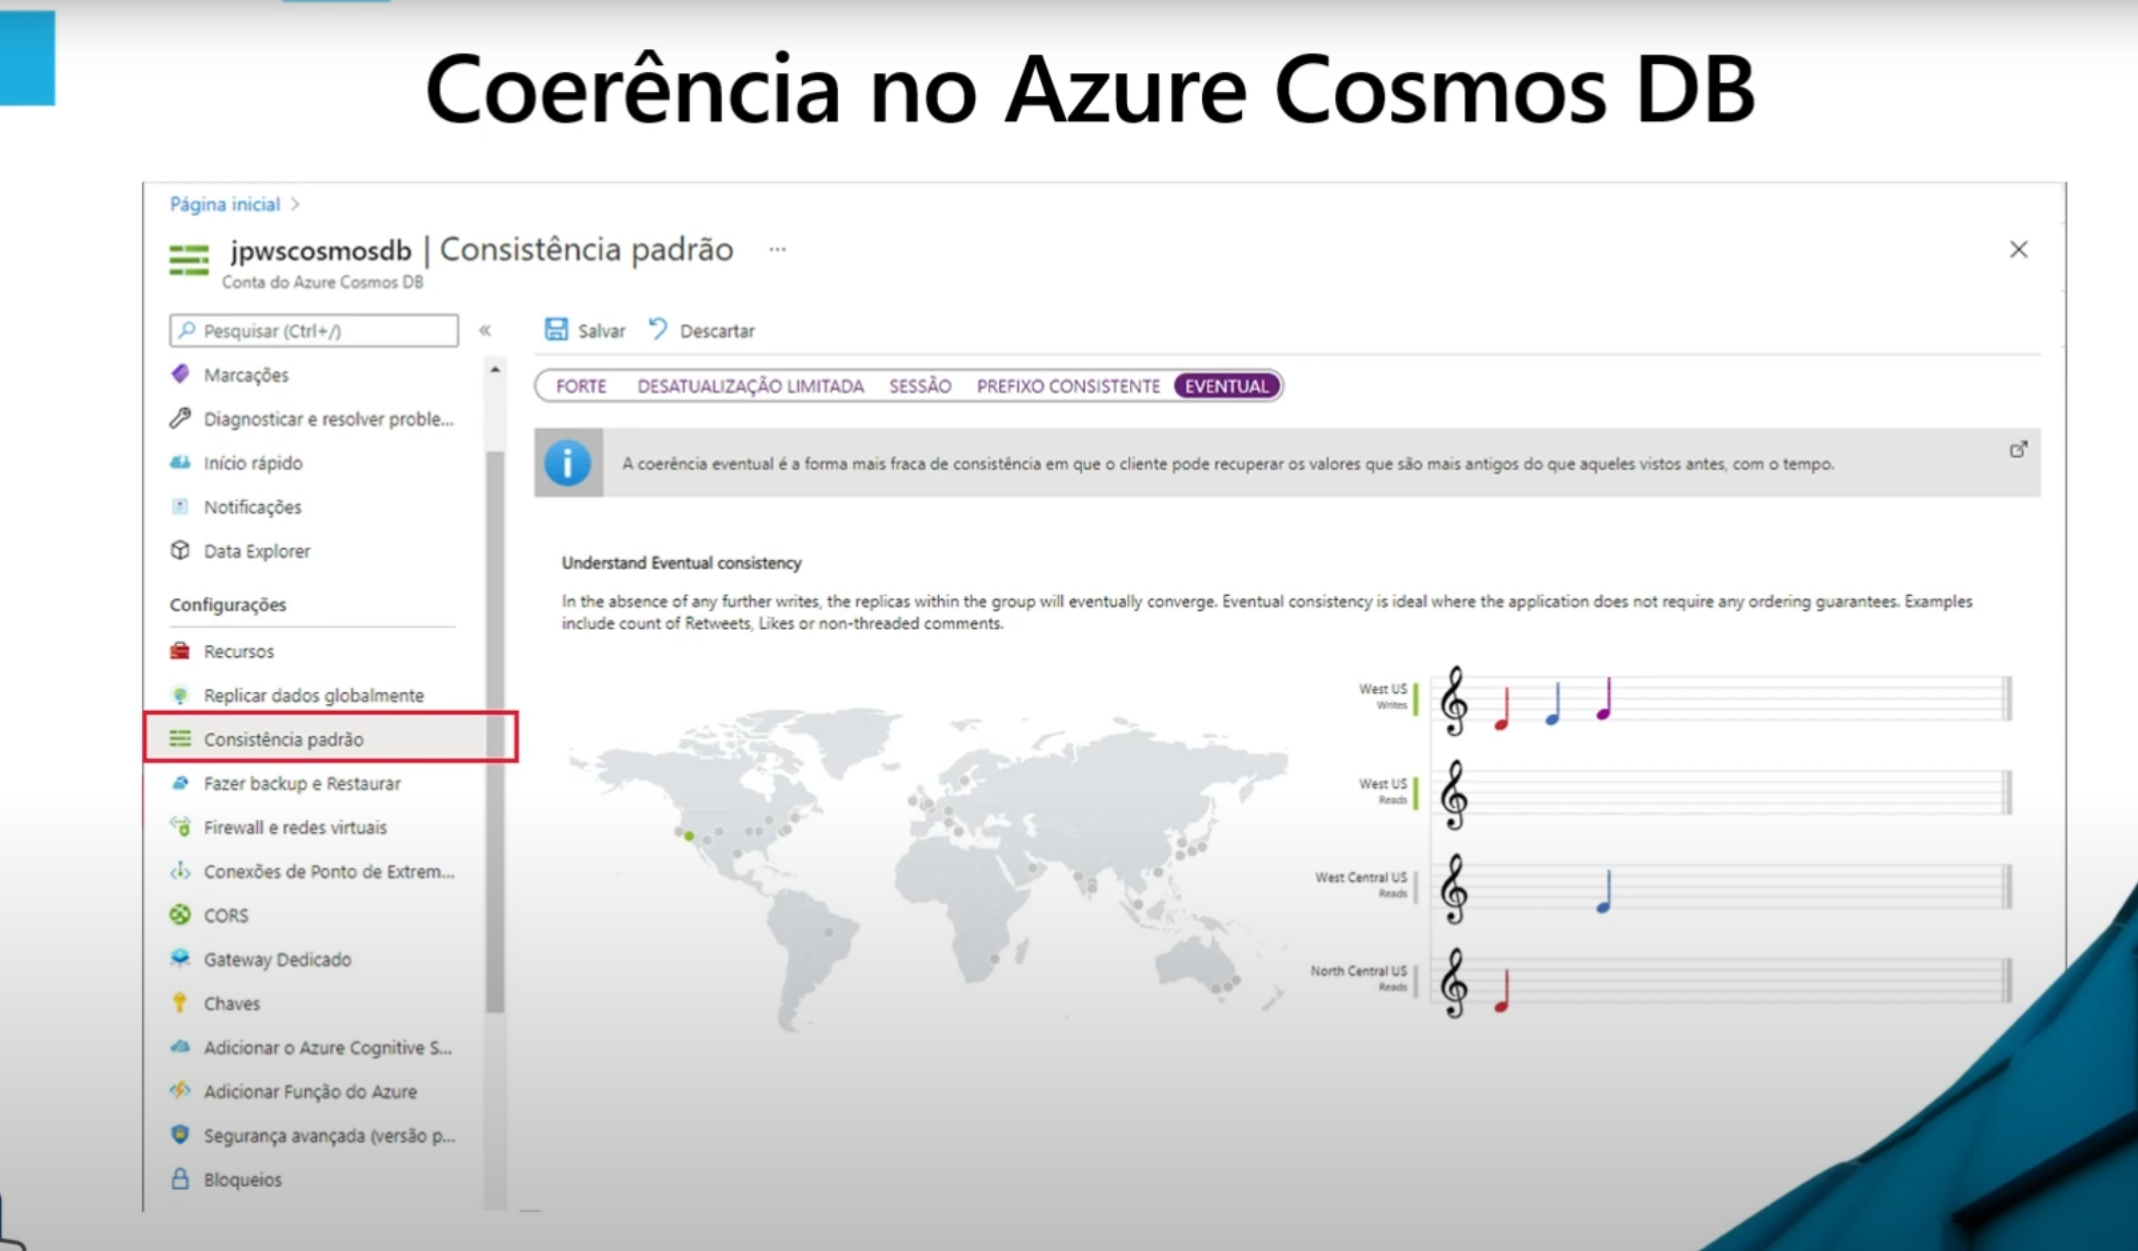 Coerência no Azure Cosmos DB
Página inicial >
jpwscosmosdb | Consistência padrão ...
Conta do Azure Cosmos DB
Pesquisar (Ctrl+/)
«
Marcações
Diagnosticar e resolver proble...
Início rápido
Notificações
Data Explorer
Configurações
Recursos
Replicar dados globalmente
Consistência padrão
Fazer backup e Restaurar
Firewall e redes virtuais
Conexões de Ponto de Extrem...
CORS
Gateway Dedicado
Chaves
Adicionar o Azure Cognitive S...
Adicionar Função do Azure
Segurança avançada (versão p...
Bloqueios
Salvar
Descartar
FORTE DESATUALIZAÇÃO LIMITADA SESSÃO PREFIXO CONSISTENTE EVENTUAL
A coerência eventual é a forma mais fraca de consistência em que o cliente pode recuperar os valores que são mais antigos do que aqueles vistos antes, com o tempo.
Understand Eventual consistency
In the absence of any further writes, the replicas within the group will eventually converge. Eventual consistency is ideal where the application does not require any ordering guarantees. Examples
include count of Retweets, Likes or non-threaded comments.
West US
Writes
West US
Reads
West Central US
Reads
North Central US
Reads